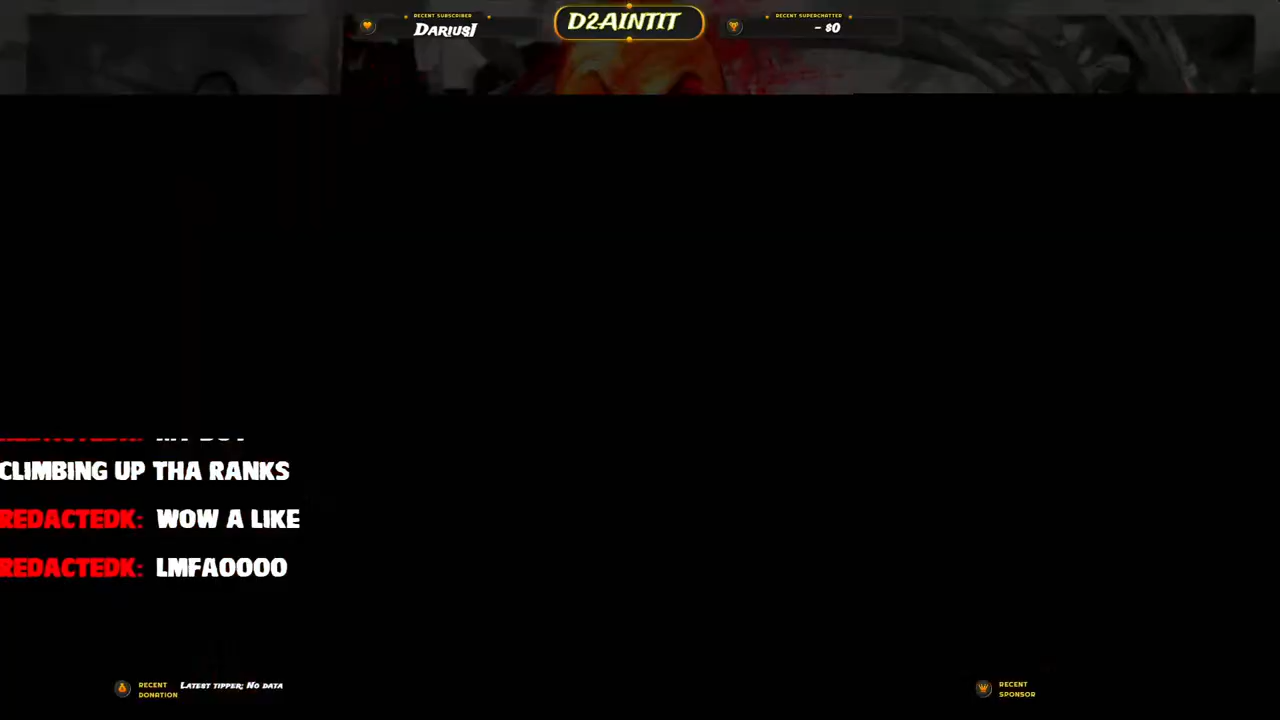 RECENT SUBSCRIBER
DARIUSJ
D2AINTIT
RECENT SUPERCHATTER
- $0
CLIMBING UP THA RANKS
REDACTEDK: WOW A LIKE
REDACTEDK: LMFAOOOO
RECENT DONATION
LATEST TIPPER: NO DATA
RECENT SPONSOR